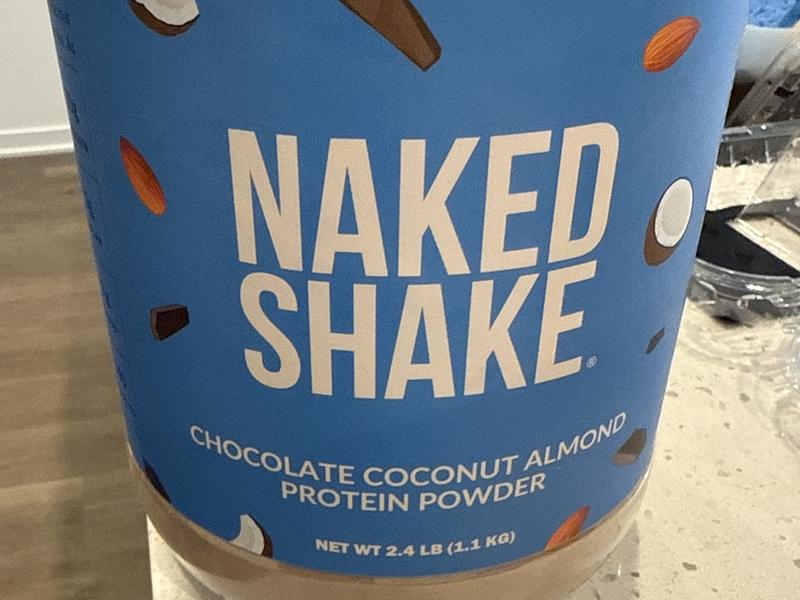 NAKED
SHAKE®
CHOCOLATE COCONUT ALMOND
PROTEIN POWDER
NET WT 2.4 LB (1.1 KG)